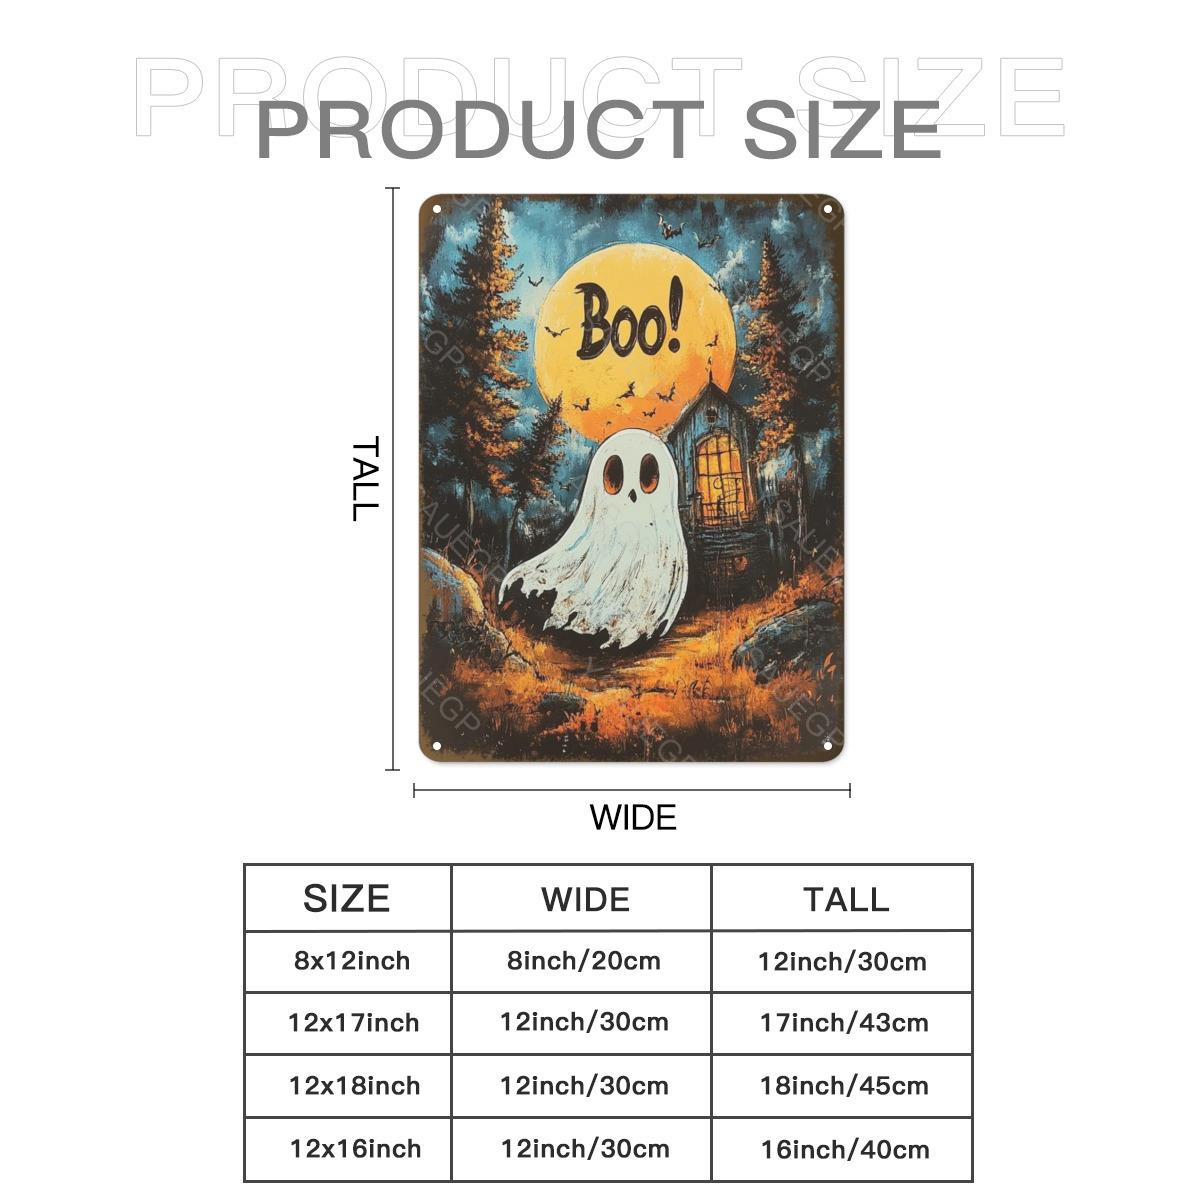 PRODUCT SIZE
PRODUCT SIZE
Boo!
TALL
WIDE
SIZE WIDE TALL
8x12inch 8inch/20cm 12inch/30cm
12x17inch 12inch/30cm 17inch/43cm
12x18inch 12inch/30cm 18inch/45cm
12x16inch 12inch/30cm 16inch/40cm